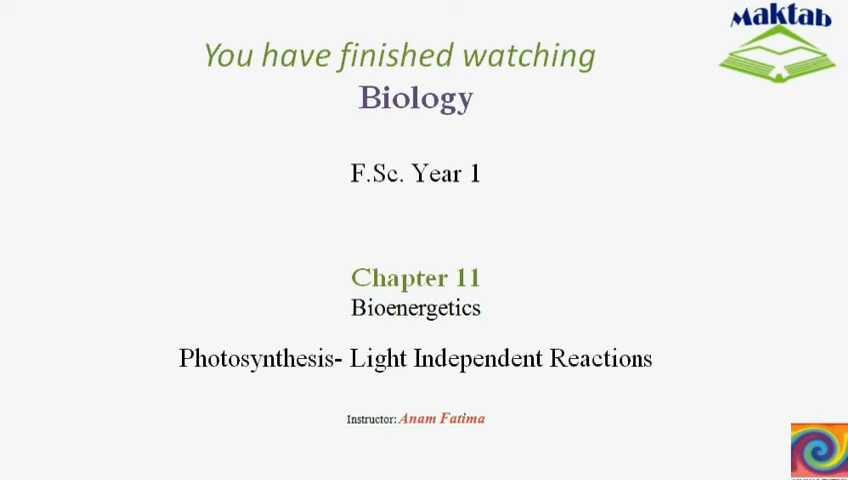 Maktab
You have finished watching
Biology
F.Sc. Year 1
Chapter 11
Bioenergetics
Photosynthesis- Light Independent Reactions
Instructor: Anam Fatima